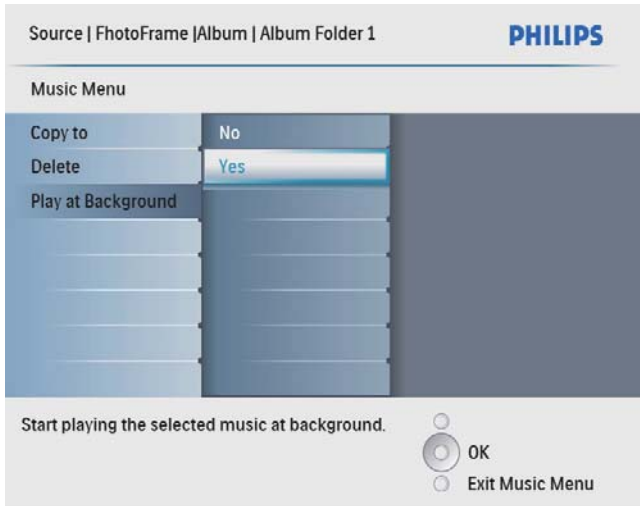 Source | FhotoFrame |Album | Album Folder 1
PHILIPS
Music Menu
Copy to
No
Delete
Yes
Play at Background
Start playing the selected music at background.
OK
Exit Music Menu